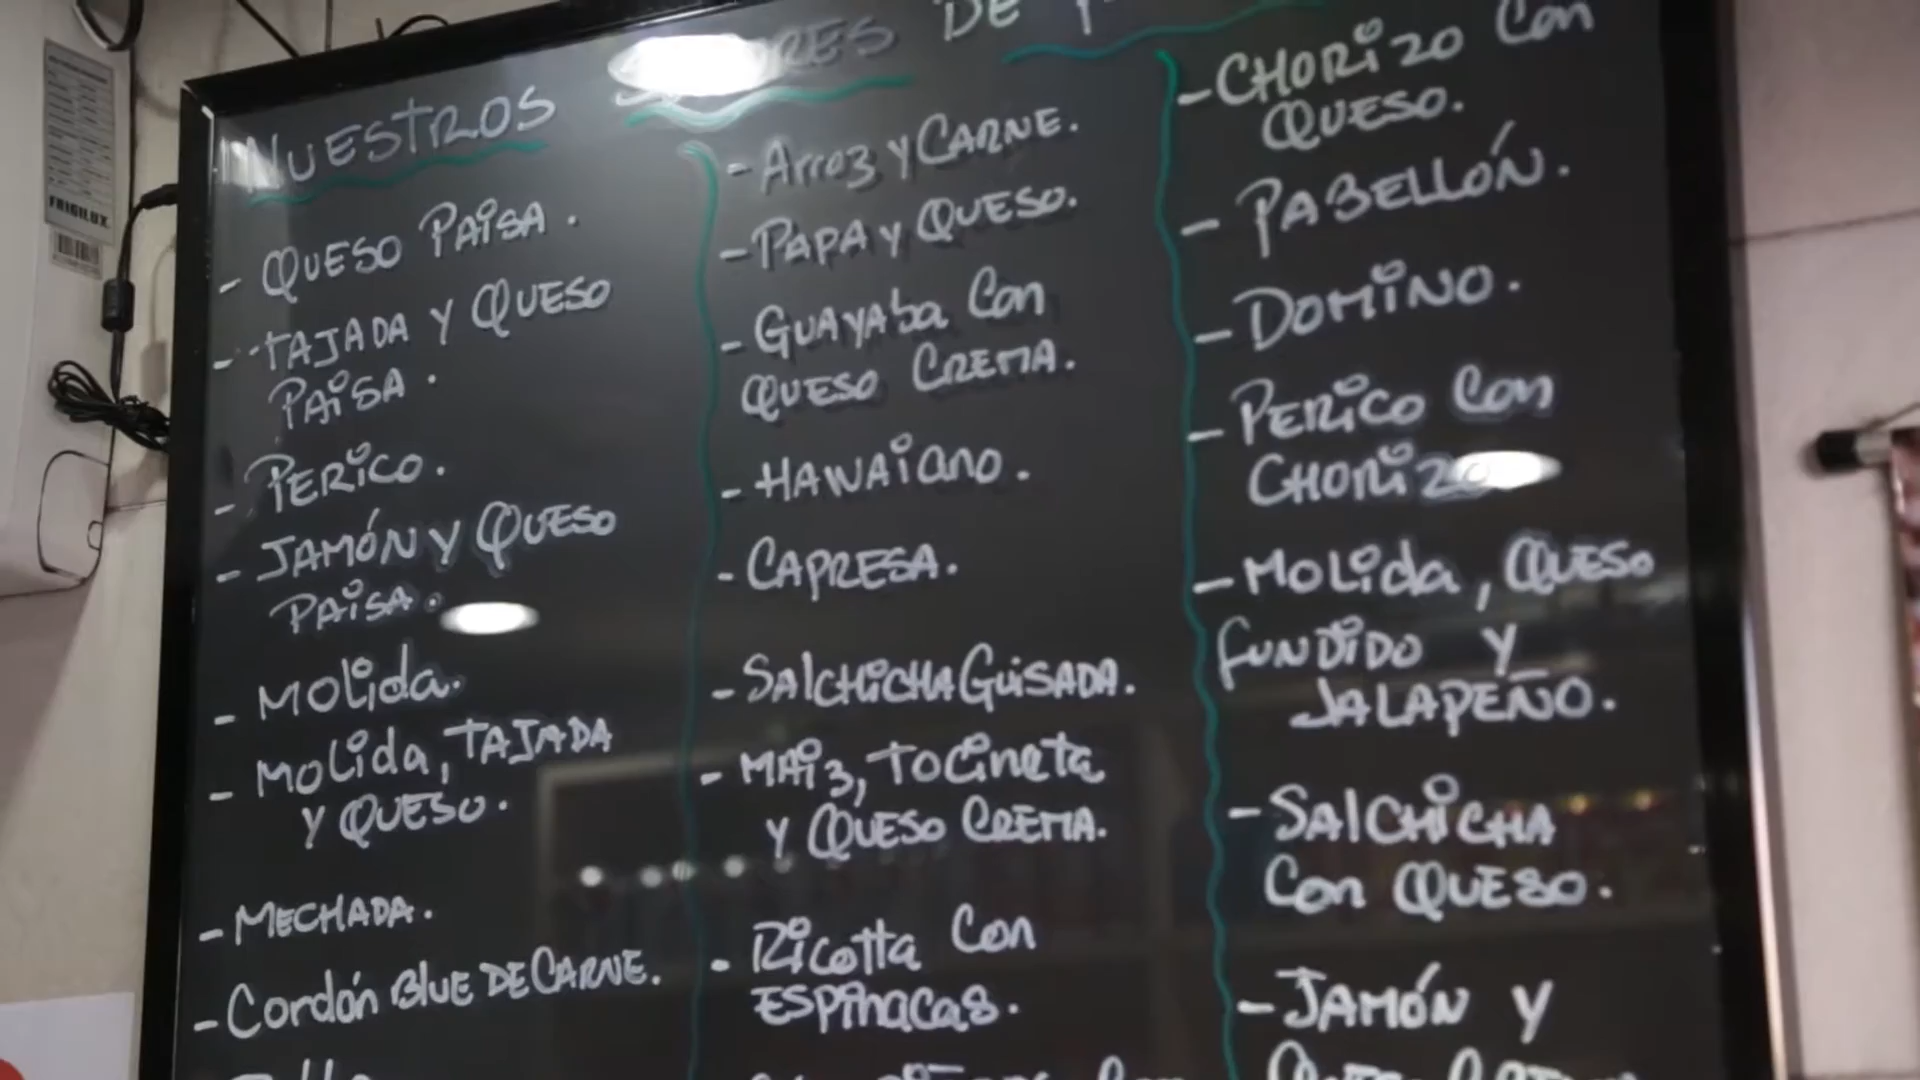 FRIGILUX
NUESTROS DE
- QUESO PAISA.
- TAJADA Y QUESO
PAISA.
- PERICO.
- JAMÓN Y QUESO
PAISA.
- MOLIDA.
- MOLIDA, TAJADA
Y QUESO.
- MECHADA.
- Cordón BLUE DE CARNE.
- Arroz Y CARNE.
- PAPA Y QUESO.
- GUAYABA Con
QUESO CREMA.
- HAWAIANO.
- CAPRESA.
- SALCHICHA GUISADA.
- MAIZ, TOCINETA
Y QUESO CREMA.
- RICOTTA CON
ESPINACAS.
- CHORIZO Con
QUESO.
- PABELLÓN.
- DOMINO.
- PERICO Con
CHORIZO
- MOLIDA, QUESO
FUNDIDO Y
JALAPEÑO.
- SALCHICHA
Con QUESO.
- JAMÓN Y